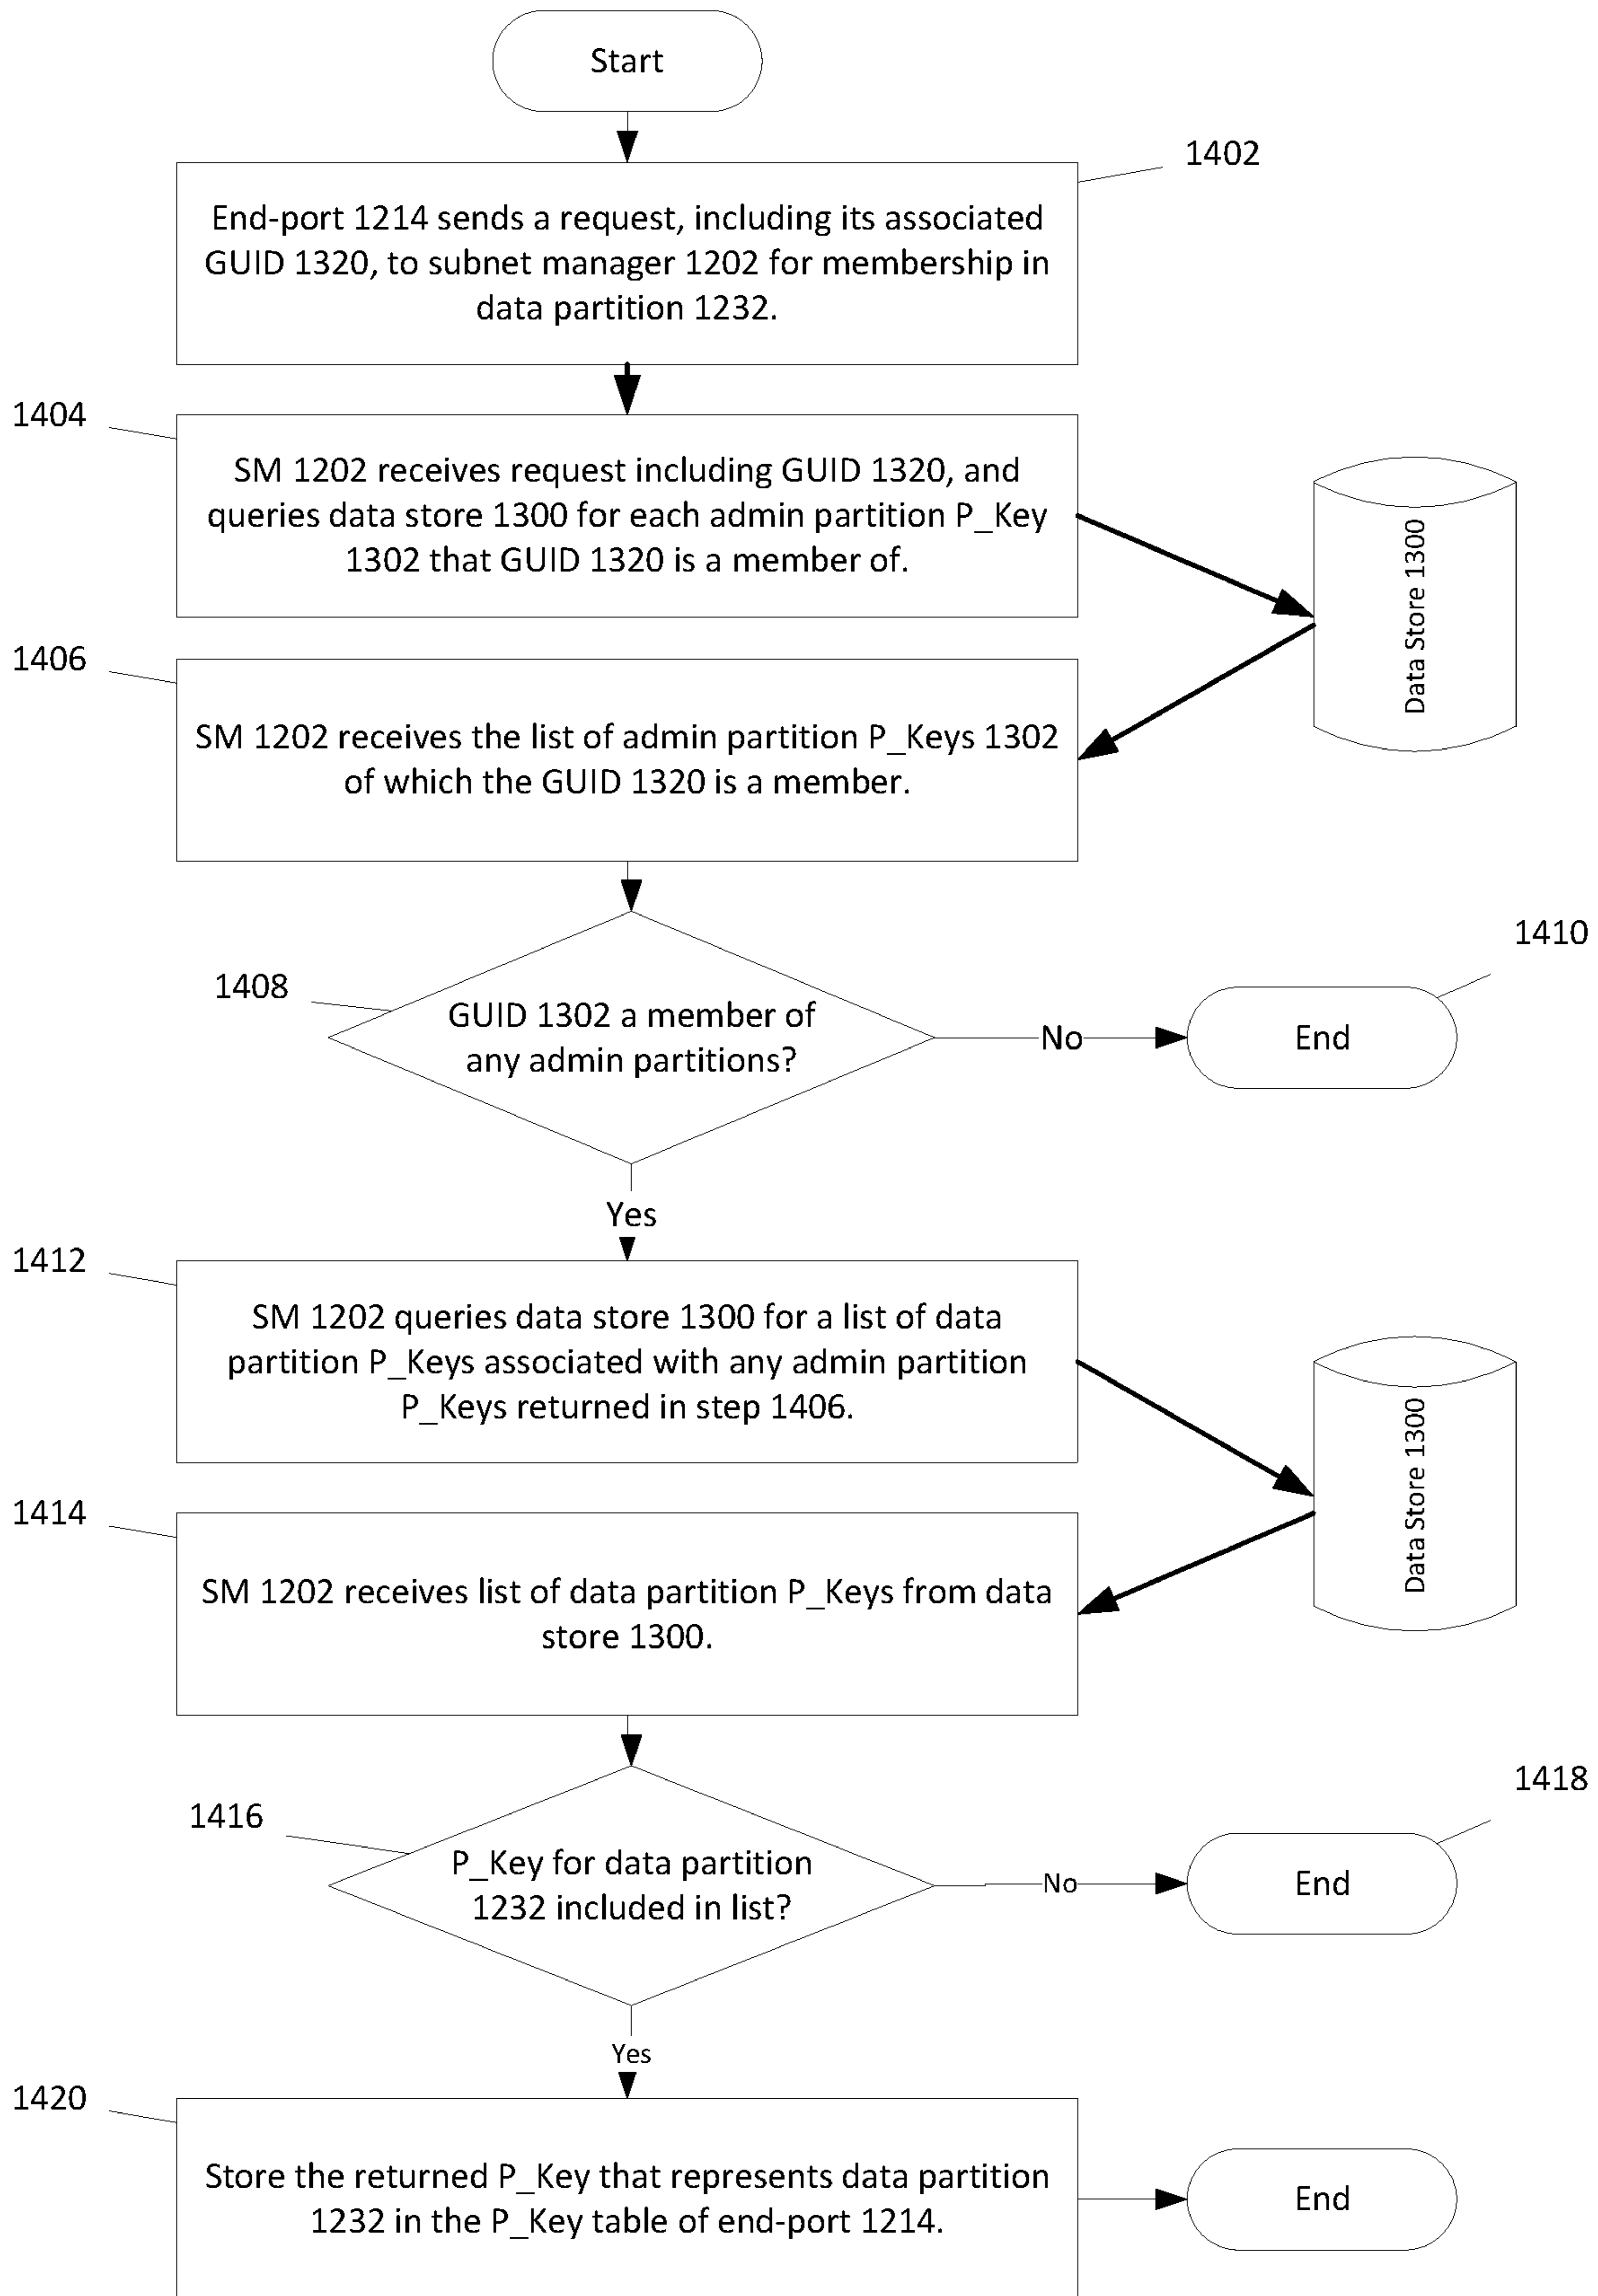 Start
1402
End-port 1214 sends a request, including its associated
GUID 1320, to subnet manager 1202 for membership in
data partition 1232.
1404
SM 1202 receives request including GUID 1320, and
queries data store 1300 for each admin partition P_Key
1302 that GUID 1320 is a member of.
Data Store 1300
1406
SM 1202 receives the list of admin partition P_Keys 1302
of which the GUID 1320 is a member.
1408
GUID 1302 a member of
any admin partitions?
No
1410
End
Yes
1412
SM 1202 queries data store 1300 for a list of data
partition P_Keys associated with any admin partition
P_Keys returned in step 1406.
Data Store 1300
1414
SM 1202 receives list of data partition P_Keys from data
store 1300.
1416
P_Key for data partition
1232 included in list?
No
1418
End
Yes
1420
Store the returned P_Key that represents data partition
1232 in the P_Key table of end-port 1214.
End